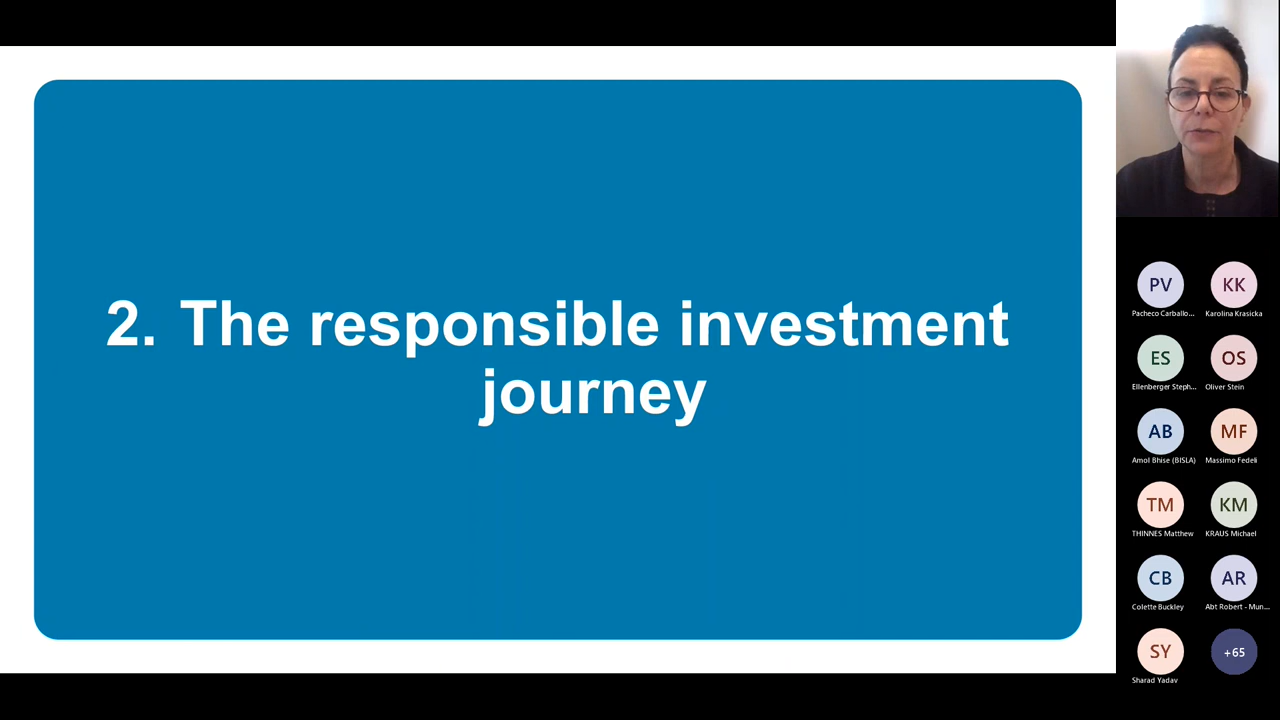 2. The responsible investment
journey
PV
KK
Pacheco Carballo...
Karolina Krasicka
ES
OS
Ellenberger Steph...
Oliver Stein
AB
MF
Amol Bhise (BISLA)
Massimo Fedeli
TM
KM
THINNES Matthew
KRAUS Michael
CB
AR
Colette Buckley
Abt Robert - Mun...
SY
+65
Sharad Yadav